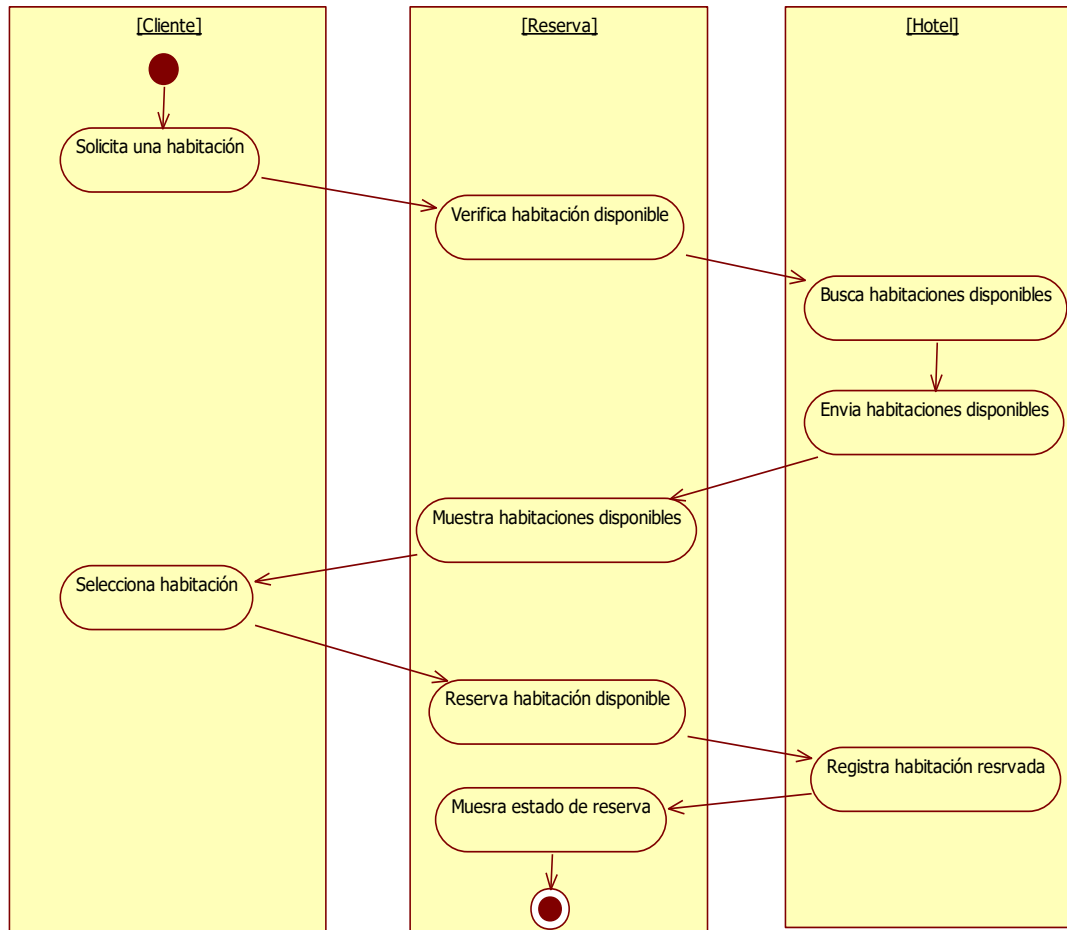 [Cliente]
[Reserva]
[Hotel]
Solicita una habitación
Verifica habitación disponible
Busca habitaciones disponibles
Envia habitaciones disponibles
Muestra habitaciones disponibles
Selecciona habitación
Reserva habitación disponible
Registra habitación resrvada
Muesra estado de reserva